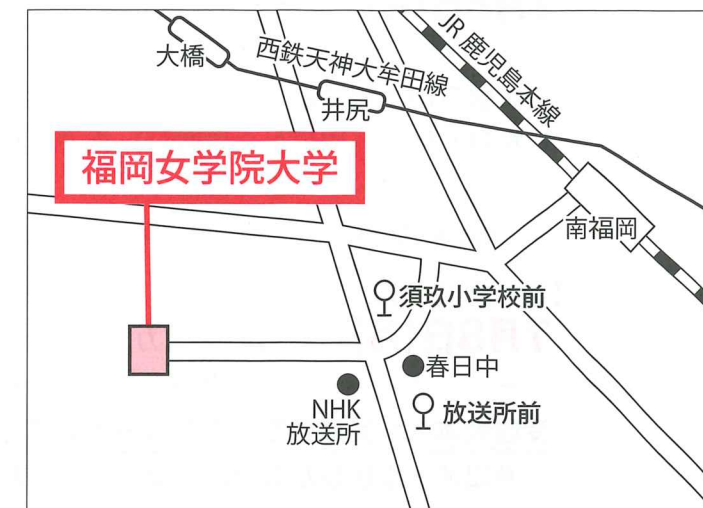 大橋
西鉄天神大牟田線
井尻
JR 鹿児島本線
福岡女学院大学
南福岡
須玖小学校前
春日中
NHK
放送所
放送所前